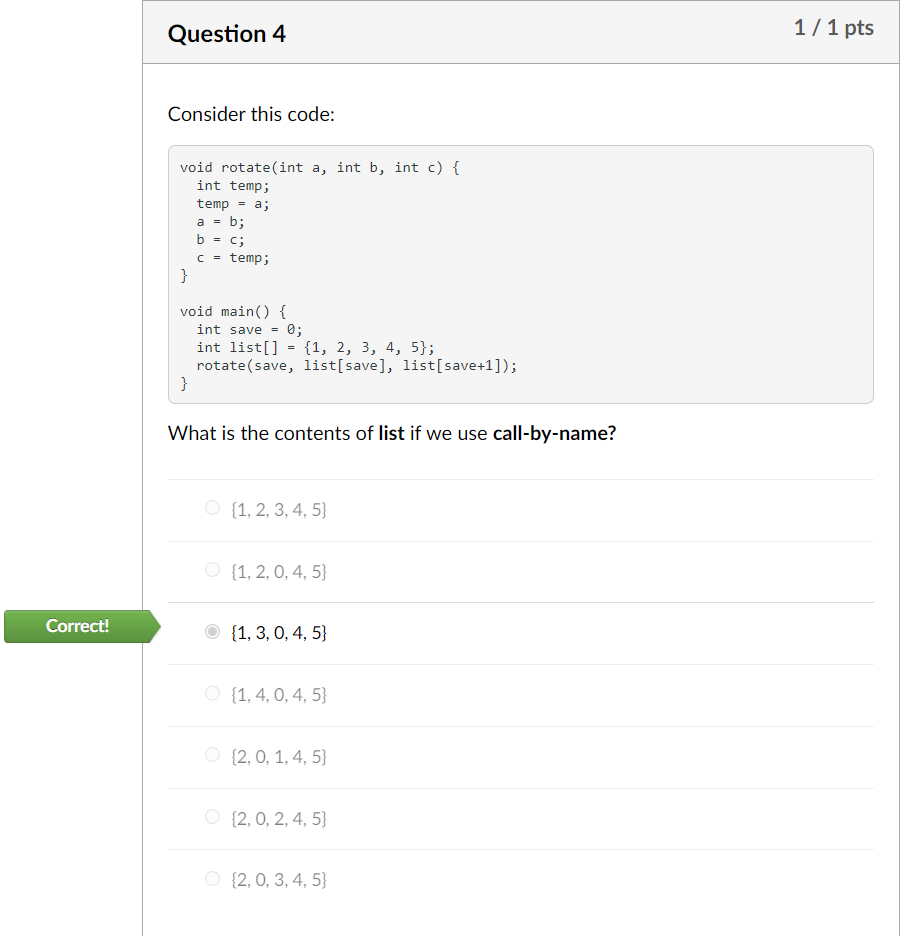 Question 4
1 / 1 pts
Consider this code:
void rotate(int a, int b, int c) {
  int temp;
  temp = a;
  a = b;
  b = c;
  c = temp;
}

void main() {
  int save = 0;
  int list[] = {1, 2, 3, 4, 5};
  rotate(save, list[save], list[save+1]);
}
What is the contents of list if we use call-by-name?
{1, 2, 3, 4, 5}
{1, 2, 0, 4, 5}
Correct!
{1, 3, 0, 4, 5}
{1, 4, 0, 4, 5}
{2, 0, 1, 4, 5}
{2, 0, 2, 4, 5}
{2, 0, 3, 4, 5}